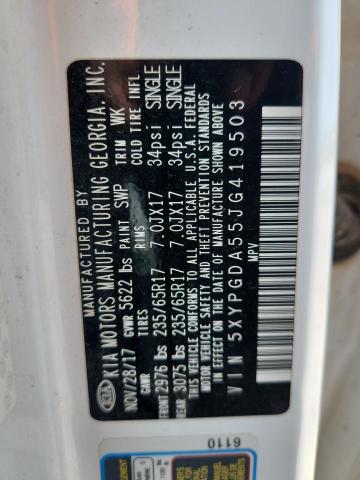 MANUFACTURED BY
KIA KIA MOTORS MANUFACTURING GEORGIA, INC.
NOV/28/17 GVWR 5622 lbs PAINT SWP TRIM WK
GAWR TIRES RIMS COLD TIRE INFL
FRONT 2976 lbs 235/65R17 7.0JX17 34psi SINGLE
REAR 3075 lbs 235/65R17 7.0JX17 34psi SINGLE
THIS VEHICLE CONFORMS TO ALL APPLICABLE U.S.A. FEDERAL
MOTOR VEHICLE SAFETY AND THEFT PREVENTION STANDARDS
IN EFFECT ON THE DATE OF MANUFACTURE SHOWN ABOVE
VIN 5XYPGDA55JG419503
MPV
6110